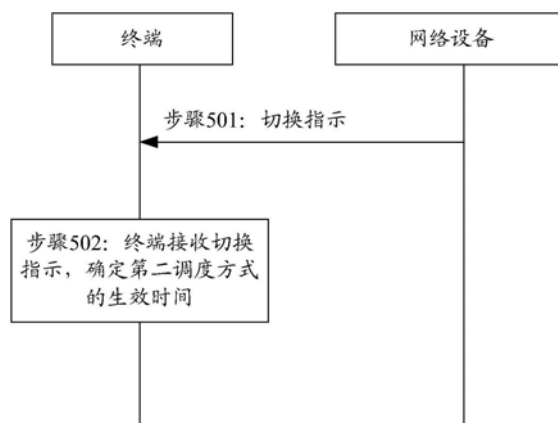 终端
网络设备
步骤501：切换指示
步骤502：终端接收切换
指示，确定第二调度方式
的生效时间